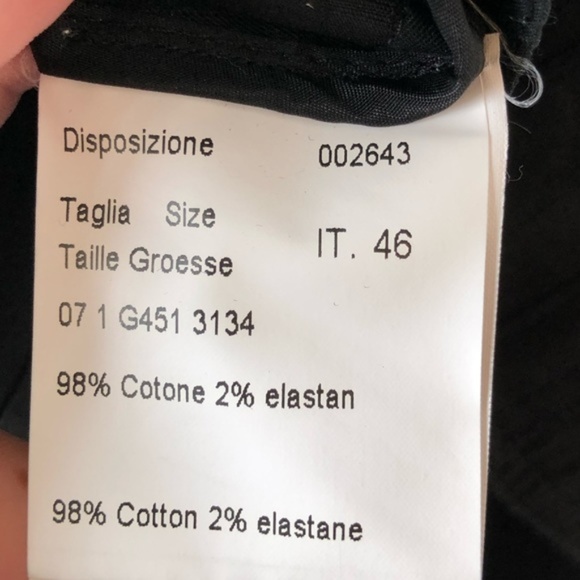 Disposizione 002643
Taglia Size
IT. 46
Taille Groesse
07 1 G451 3134
98% Cotone 2% elastan
98% Cotton 2% elastane